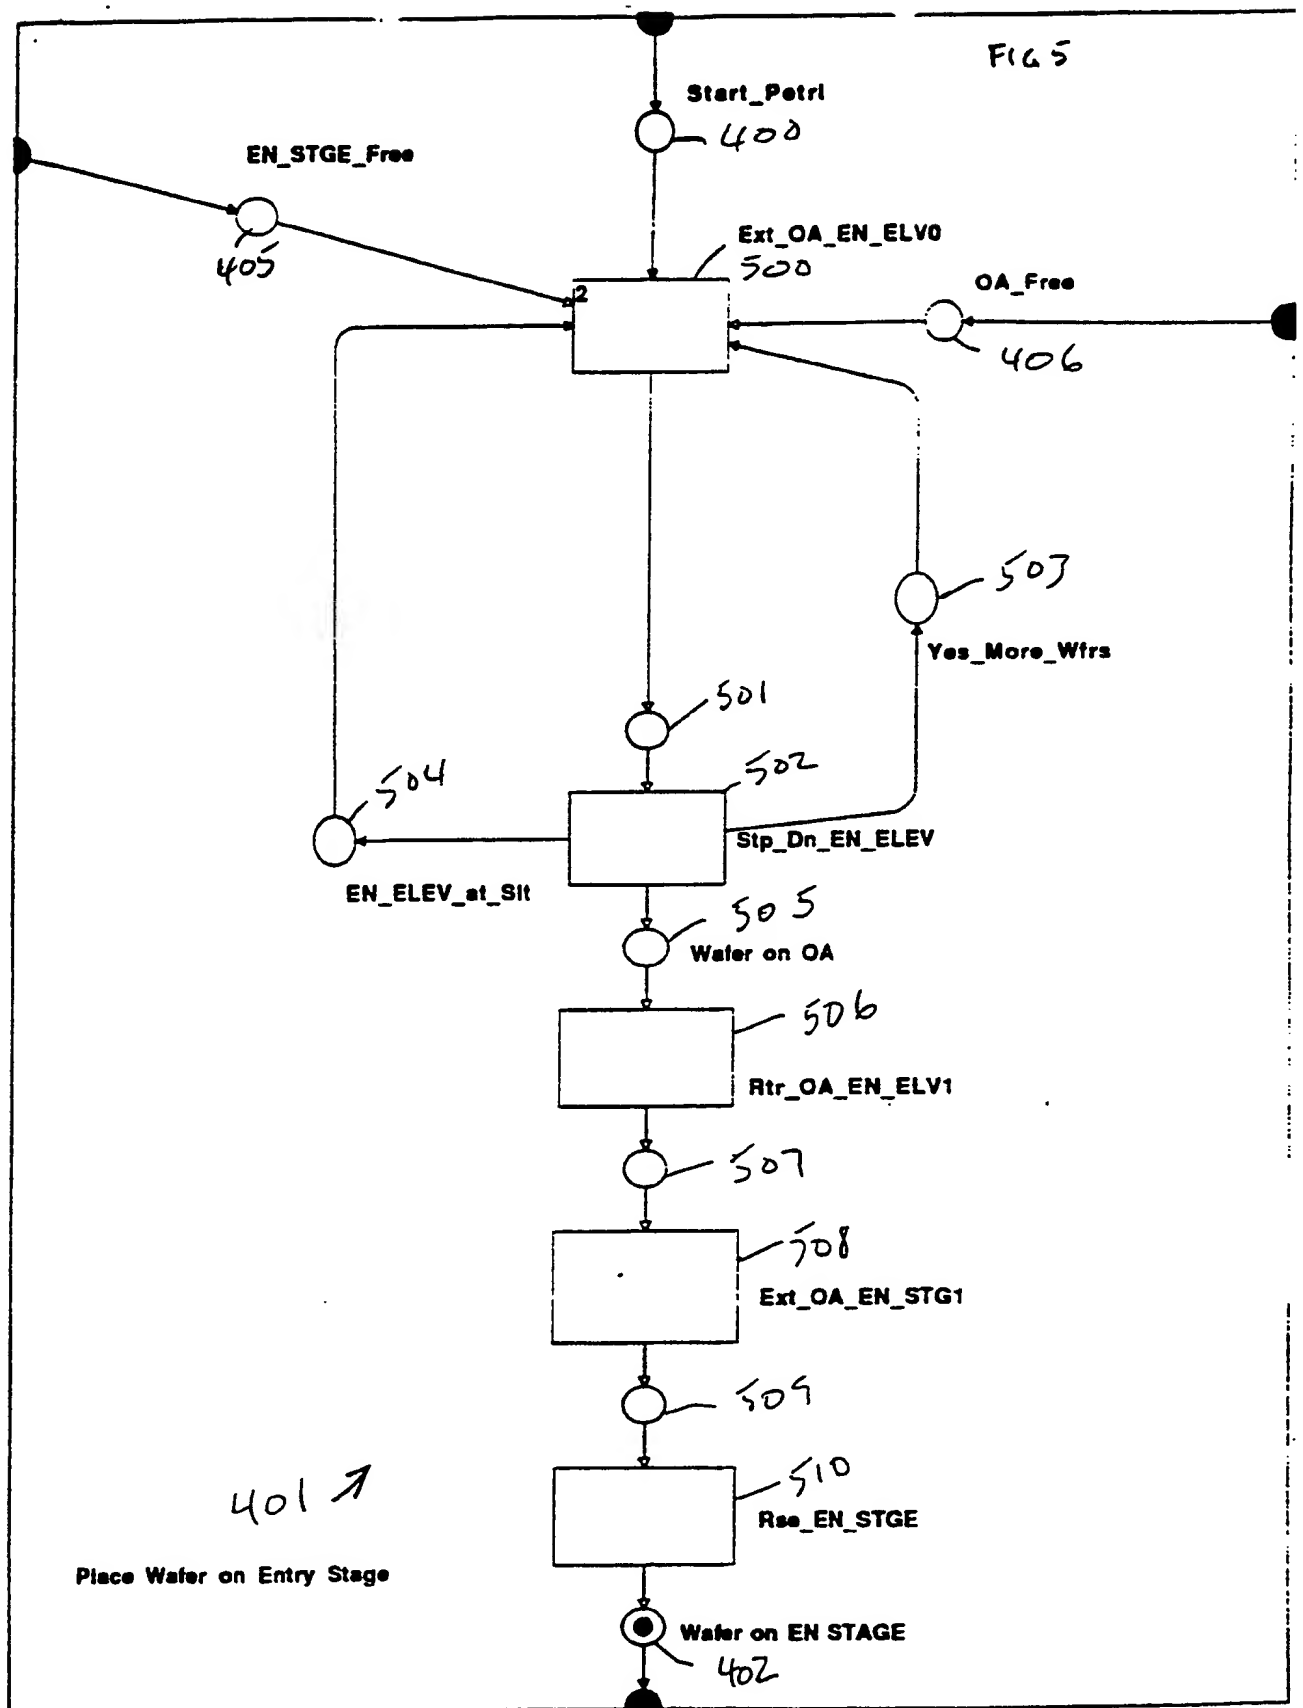 FIG 5
Start_Petri
400
EN_STGE_Free
405
Ext_OA_EN_ELV0
500
2
OA_Free
406
503
Yes_More_Wfrs
501
502
504
Stp_Dn_EN_ELEV
EN_ELEV_at_Slt
505
Wafer on OA
506
Rtr_OA_EN_ELV1
507
508
Ext_OA_EN_STG1
509
510
401
Rse_EN_STGE
Place Wafer on Entry Stage
Wafer on EN STAGE
402